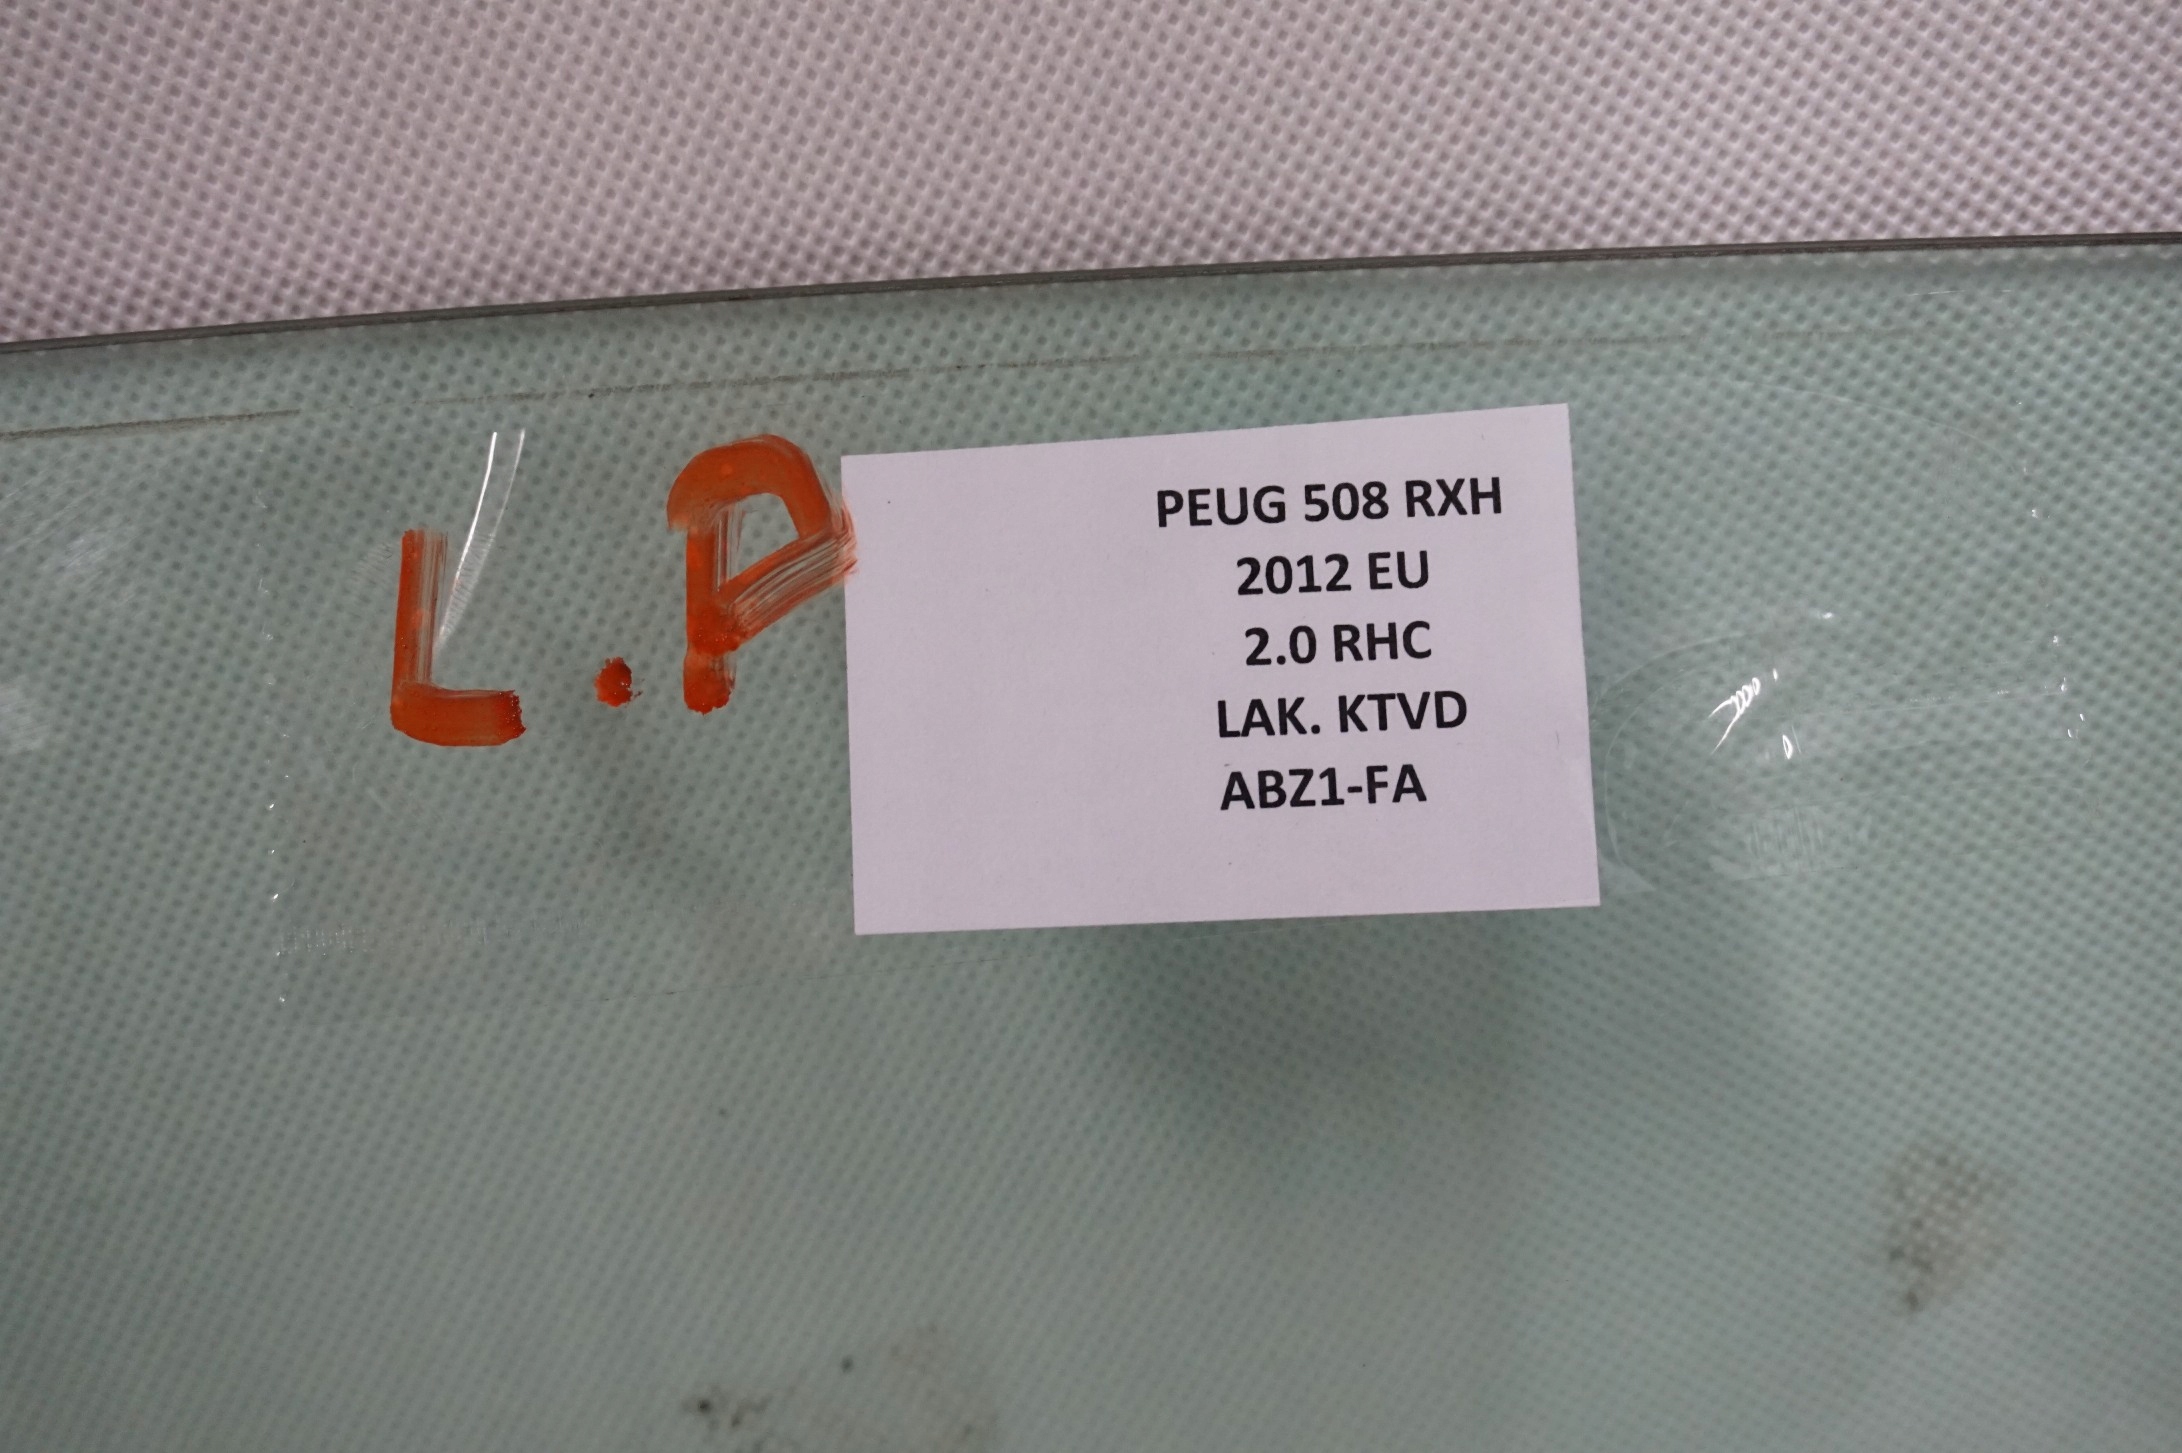 L.P
PEUG 508 RXH
2012 EU
2.0 RHC
LAK. KTVD
ABZ1-FA